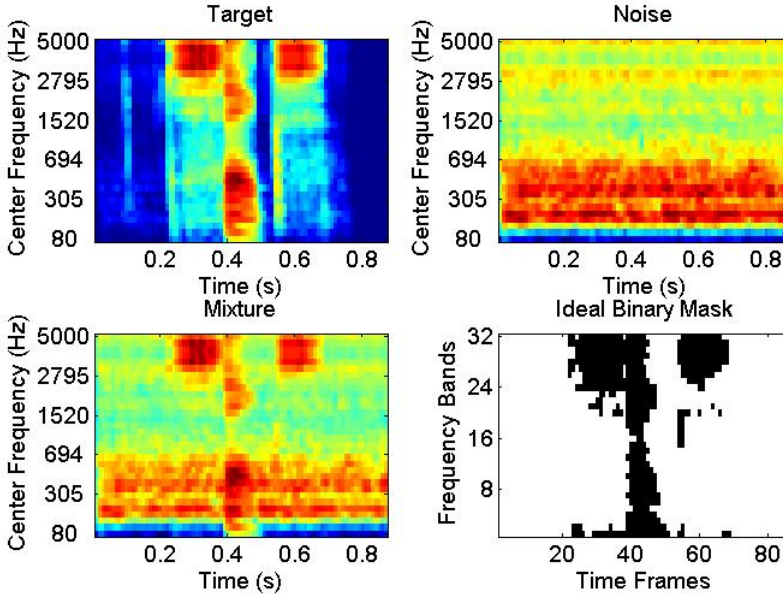 Target
Center Frequency (Hz)
5000
2795
1520
694
305
80
0.2 0.4 0.6 0.8
Time (s)
Noise
Center Frequency (Hz)
5000
2795
1520
694
305
80
0.2 0.4 0.6 0.8
Time (s)
Mixture
Center Frequency (Hz)
5000
2795
1520
694
305
80
0.2 0.4 0.6 0.8
Time (s)
Ideal Binary Mask
Frequency Bands
32
24
16
8
20 40 60 80
Time Frames